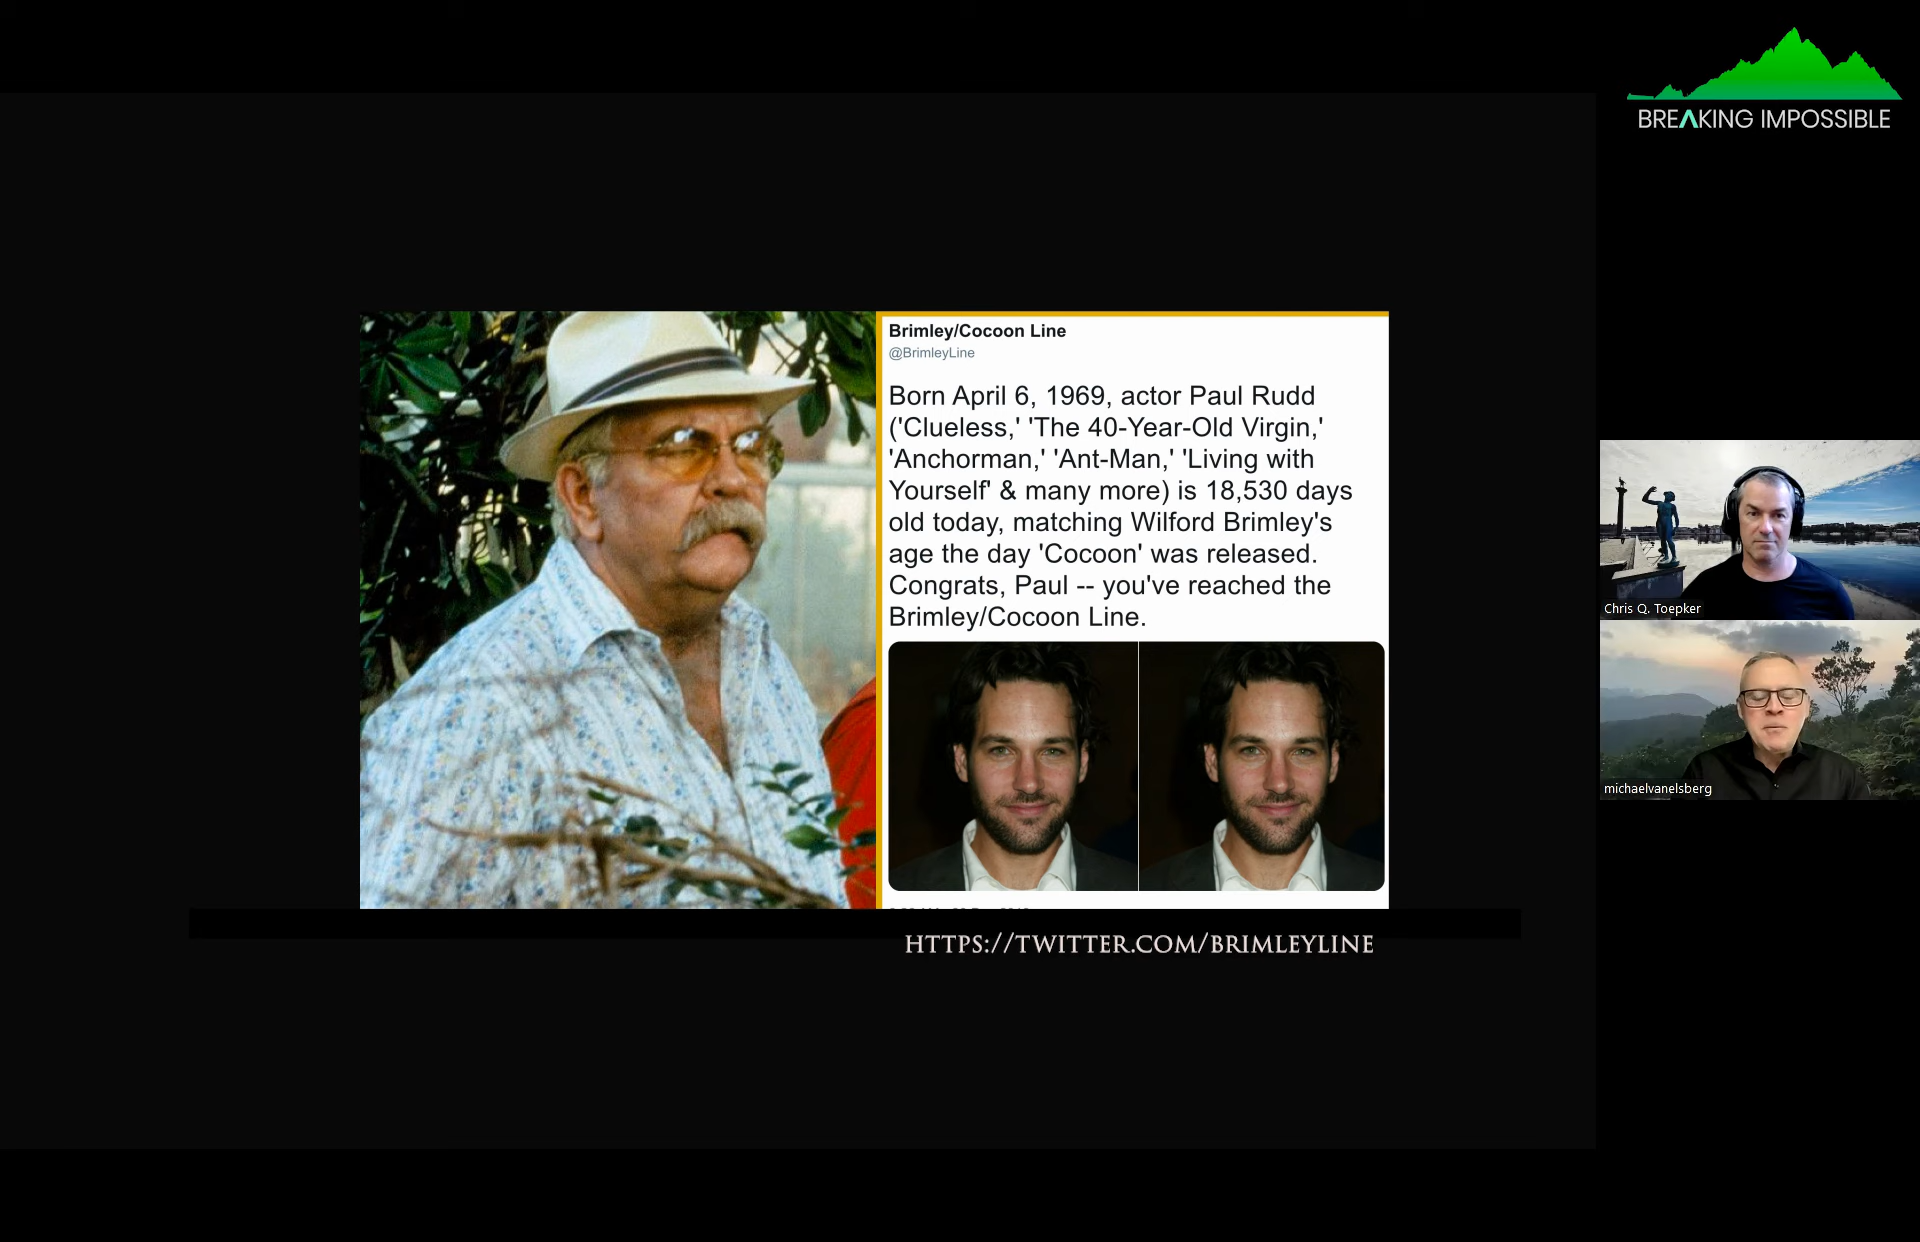 BREAKING IMPOSSIBLE
Brimley/Cocoon Line
@BrimleyLine
Born April 6, 1969, actor Paul Rudd
('Clueless,' 'The 40-Year-Old Virgin,'
'Anchorman,' 'Ant-Man,' 'Living with
Yourself' & many more) is 18,530 days
old today, matching Wilford Brimley's
age the day 'Cocoon' was released.
Congrats, Paul -- you've reached the
Brimley/Cocoon Line.
HTTPS://TWITTER.COM/BRIMLEYLINE
Chris Q. Toepker
michaelvanelsberg